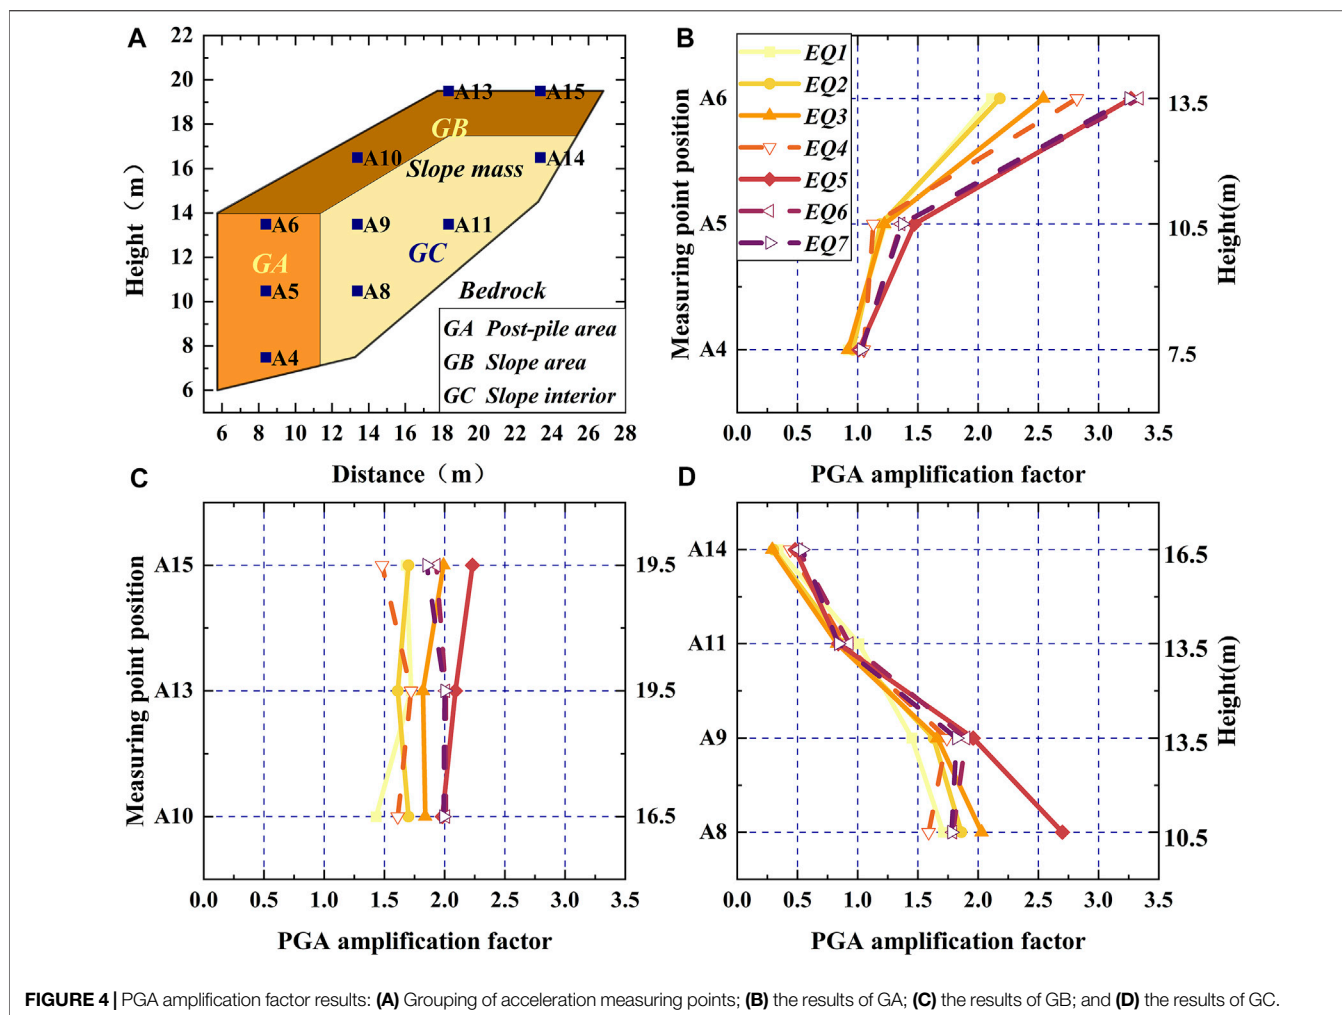 A
22
20
18
16
14
12
10
8
6
Height（m）
A13
A15
GB
A10
A14
Slope mass
A6
A9
A11
GC
GA
A5
A8
Bedrock
A4
GA Post-pile area
GB Slope area
GC Slope interior
6 8 10 12 14 16 18 20 22 24 26 28
Distance（m）
B
EQ1
EQ2
EQ3
EQ4
EQ5
EQ6
EQ7
Measuring point position
A6
A5
A4
13.5
10.5
7.5
Height(m)
0.0 0.5 1.0 1.5 2.0 2.5 3.0 3.5
PGA amplification factor
C
Measuring point position
A15
A13
A10
19.5
19.5
16.5
0.0 0.5 1.0 1.5 2.0 2.5 3.0 3.5
PGA amplification factor
D
A14
A11
A9
A8
16.5
13.5
13.5
10.5
Height(m)
0.0 0.5 1.0 1.5 2.0 2.5 3.0 3.5
PGA amplification factor
FIGURE 4 | PGA amplification factor results: (A) Grouping of acceleration measuring points; (B) the results of GA; (C) the results of GB; and (D) the results of GC.